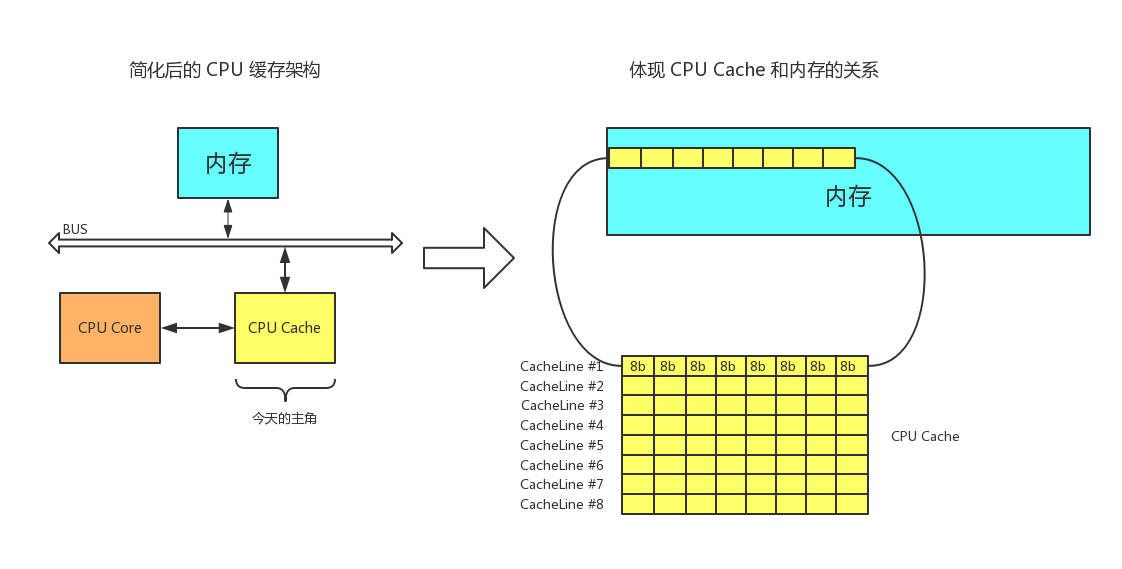 简化后的 CPU 缓存架构
内存
BUS
CPU Core
CPU Cache
今天的主角
体现 CPU Cache 和内存的关系
内存
CacheLine #1 8b 8b 8b 8b 8b 8b 8b 8b
CacheLine #2
CacheLine #3
CacheLine #4
CacheLine #5
CacheLine #6
CacheLine #7
CacheLine #8
CPU Cache